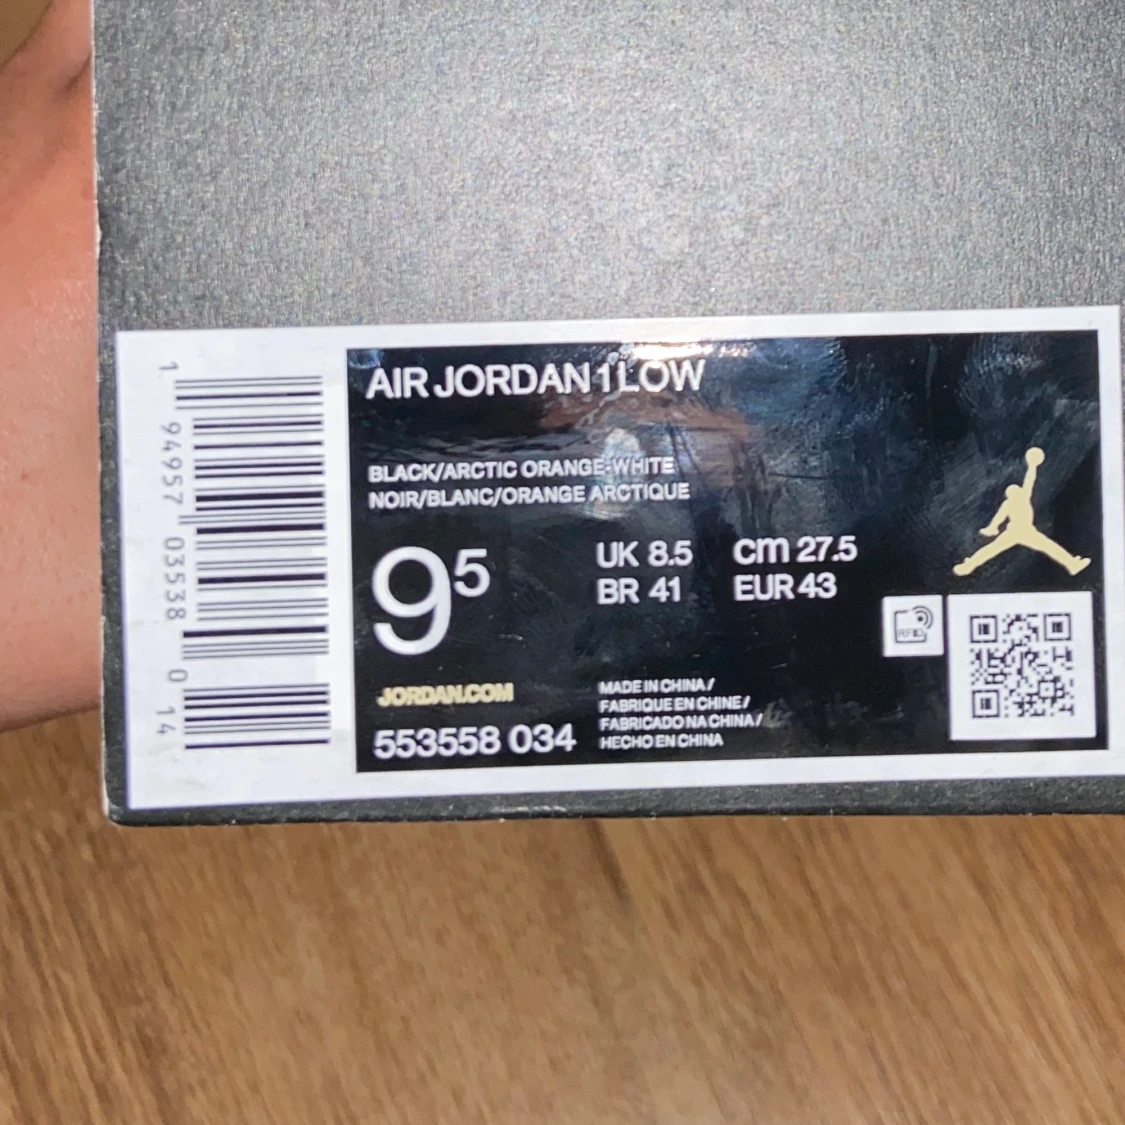 1 94957 03538 0 14
AIR JORDAN 1 LOW
BLACK/ARCTIC ORANGE-WHITE
NOIR/BLANC/ORANGE ARCTIQUE
9⁵
UK 8.5 cm 27.5
BR 41 EUR 43
RFID
JORDAN.COM
553558 034
MADE IN CHINA /
FABRIQUE EN CHINE /
FABRICADO NA CHINA /
HECHO EN CHINA